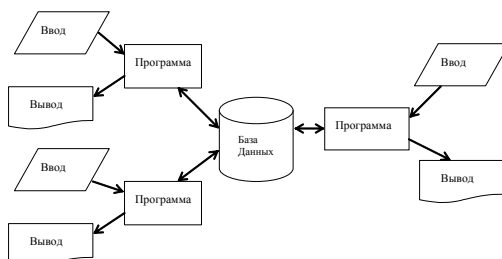 Ввод
Программа
Вывод
Ввод
Программа
Вывод
База
Данных
Программа
Ввод
Вывод